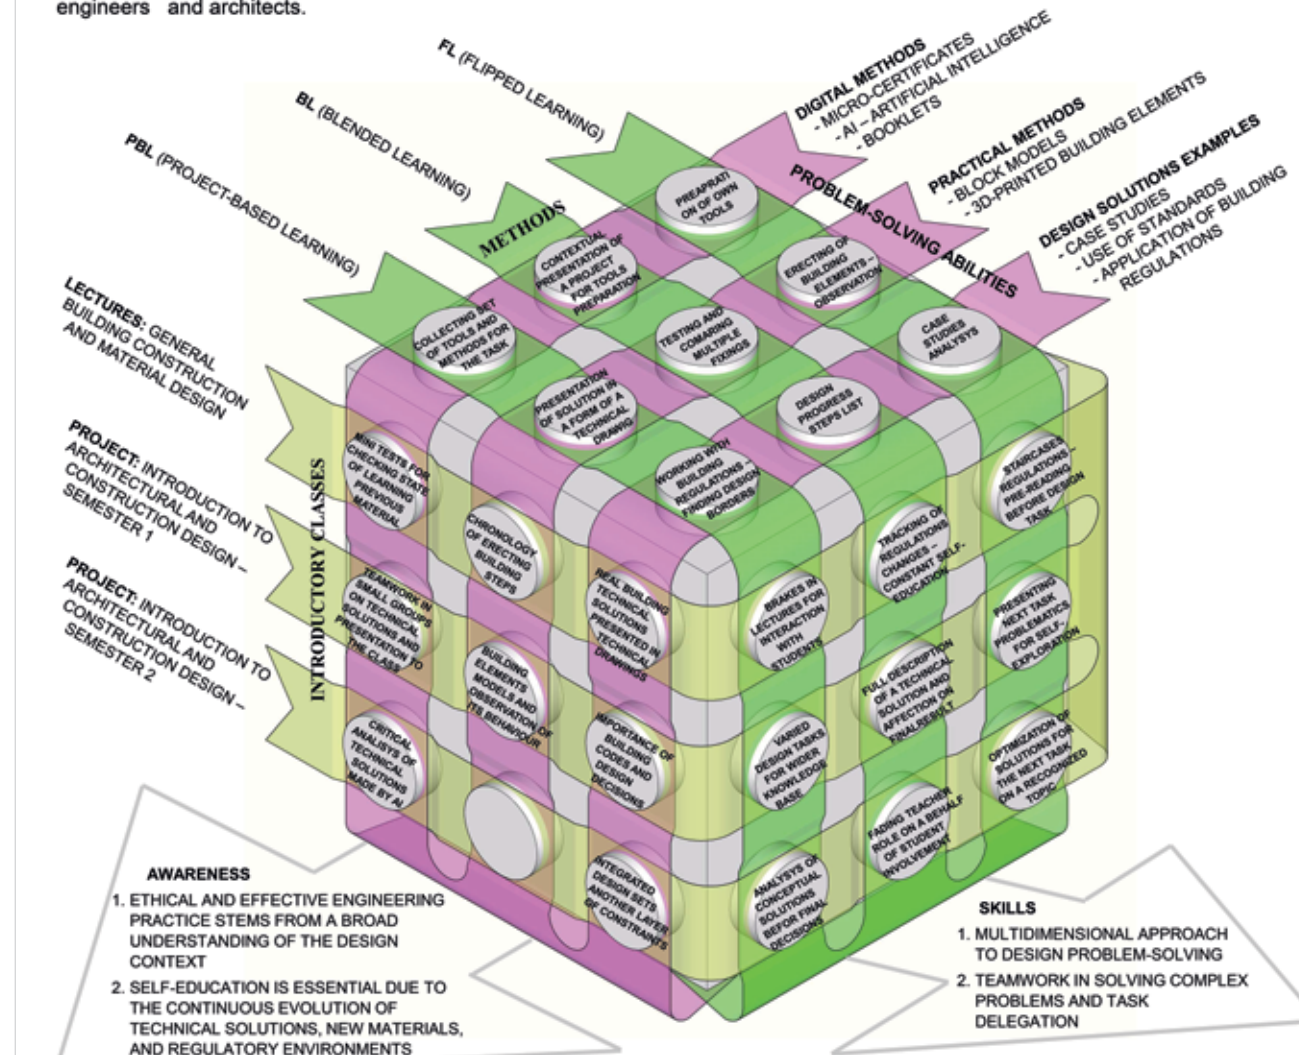 engineers and architects.
FL (FLIPPED LEARNING)
BL (BLENDED LEARNING)
PBL (PROJECT-BASED LEARNING)
METHODS
DIGITAL METHODS
- MICRO-CERTIFICATES
- AI – ARTIFICIAL INTELLIGENCE
- BOOKLETS
PRACTICAL METHODS
- BLOCK MODELS
- 3D-PRINTED BUILDING ELEMENTS
DESIGN SOLUTIONS EXAMPLES
- CASE STUDIES
- USE OF STANDARDS
- APPLICATION OF BUILDING
REGULATIONS
PROBLEM-SOLVING ABILITIES
LECTURES: GENERAL
BUILDING CONSTRUCTION
AND MATERIAL DESIGN
PROJECT: INTRODUCTION TO
ARCHITECTURAL AND
CONSTRUCTION DESIGN –
SEMESTER 1
PROJECT: INTRODUCTION TO
ARCHITECTURAL AND
CONSTRUCTION DESIGN –
SEMESTER 2
INTRODUCTORY CLASSES
PREAPRATI
ON OF OWN
TOOLS
CONTEXTUAL
PRESENTATION OF
A PROJECT
FOR TOOLS
PREPARATION
ERECTING OF
BUILDING
ELEMENTS –
OBSERVATION
COLLECTING SET
OF TOOLS AND
METHODS FOR
THE TASK
TESTING AND
COMARING
MULTIPLE
FIXINGS
CASE
STUDIES
ANALYSYS
PRESENTATION
OF SOLUTION IN
A FORM OF A
TECHNICAL
DRAWIG
DESIGN
PROGRESS
STEPS LIST
WORKING WITH
BUILDING
REGULATIONS –
FINDING DESIGN
BORDERS
MINI TESTS FOR
CHECKING STATE
OF LEARNING
PREVIOUS
MATERIAL
CHRONOLOGY
OF ERECTING
BUILDING
STEPS
REAL BUILDING
TECHNICAL
SOLUTIONS
PRESENTED IN
TECHNICAL
DRAWINGS
TEAMWORK IN
SMALL GROUPS
ON TECHNICAL
SOLUTIONS AND
PRESENTATION TO
THE CLASS
BUILDING
ELEMENTS
MODELS AND
OBSERVATION OF
ITS BEHAVIOUR
IMPORTANCE OF
BUILDING
CODES AND
DESIGN
DECISIONS
CRITICAL
ANALISYS OF
TECHNICAL
SOLUTIONS
MADE BY AI
INTEGRATED
DESIGN SETS
ANOTHER LAYER
OF CONSTRAINTS
BRAKES IN
LECTURES FOR
INTERACTION
WITH
STUDENTS
TRACKING OF
REGULATIONS
CHANGES –
CONSTANT SELF-
EDUCATION
STAIRCASES
REGULATIONS –
PRE-READING
BEFORE DESIGN
TASK
VARIED
DESIGN TASKS
FOR WIDER
KNOWLEDGE
BASE
FULL DESCRIPTION
OF A TECHNICAL
SOLUTION AND
AFFECTION ON
FINALRESULT
PRESENTING
NEXT TASK
PROBLEMATICS
FOR SELF-
EXPLORATION
ANALYSYS OF
CONCEPTUAL
SOLUTIONS
BEFOR FINAL
DECISIONS
FADING TEACHER
ROLE ON A BEHALF
OF STUDENT
INVOLVEMENT
OPTIMIZATION OF
SOLUTIONS FOR
THE NEXT TASK
ON A RECOGNIZED
TOPIC
AWARENESS
1. ETHICAL AND EFFECTIVE ENGINEERING
PRACTICE STEMS FROM A BROAD
UNDERSTANDING OF THE DESIGN
CONTEXT
2. SELF-EDUCATION IS ESSENTIAL DUE TO
THE CONTINUOUS EVOLUTION OF
TECHNICAL SOLUTIONS, NEW MATERIALS,
AND REGULATORY ENVIRONMENTS
SKILLS
1. MULTIDIMENSIONAL APPROACH
TO DESIGN PROBLEM-SOLVING
2. TEAMWORK IN SOLVING COMPLEX
PROBLEMS AND TASK
DELEGATION